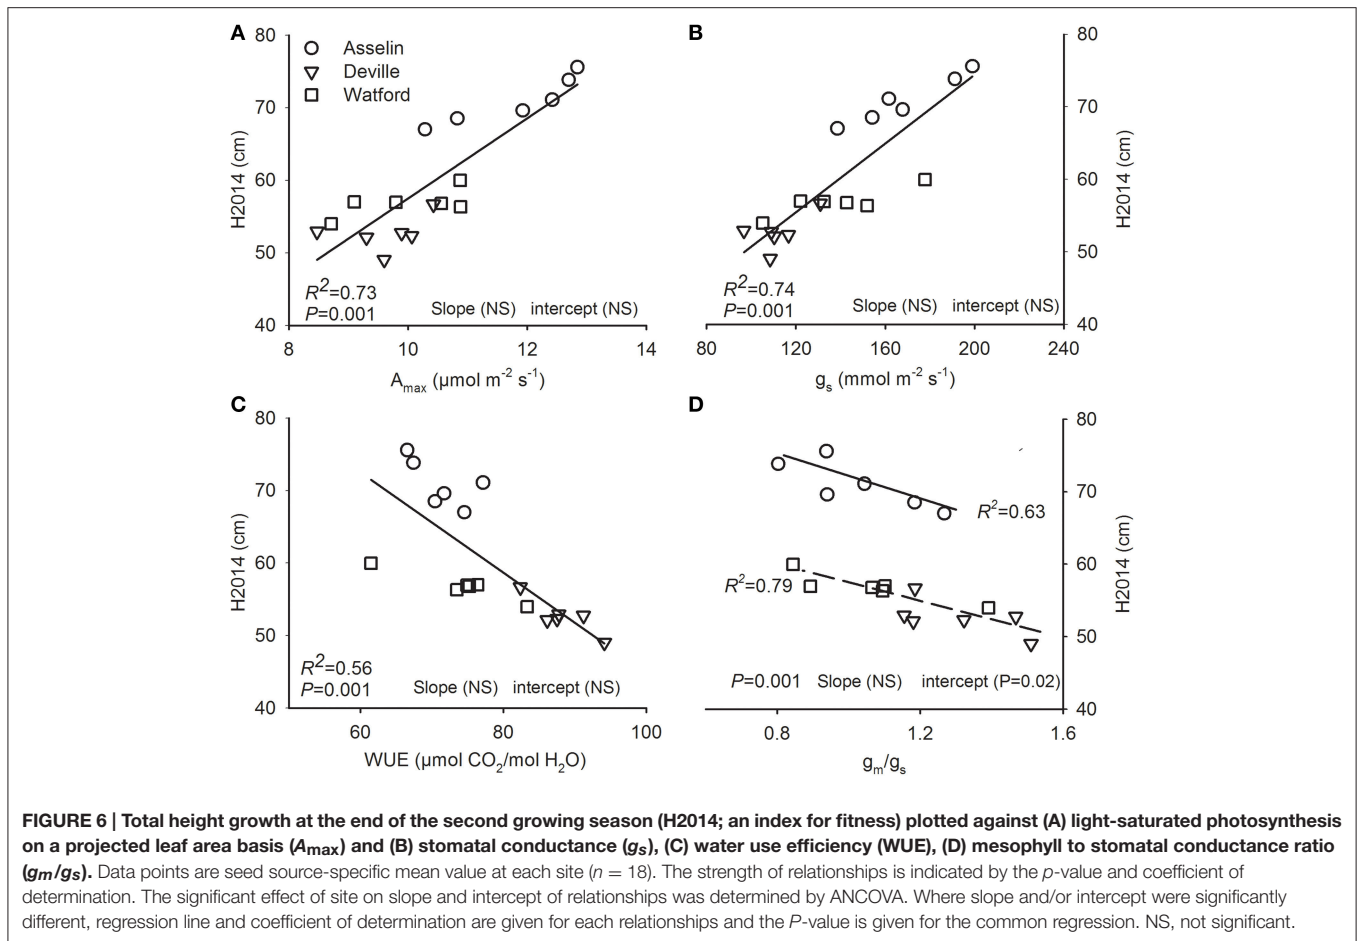 A
80
70
60
50
40
H2014 (cm)
Asselin
Deville
Watford
R²=0.73
P=0.001
Slope (NS) intercept (NS)
8 10 12 14
Amax (µmol m-2 s-1)
B
80
70
60
50
40
H2014 (cm)
R²=0.74
P=0.001
Slope (NS) intercept (NS)
80 120 160 200 240
gs (mmol m-2 s-1)
C
80
70
60
50
40
H2014 (cm)
R²=0.56
P=0.001
Slope (NS) intercept (NS)
60 80 100
WUE (µmol CO2/mol H2O)
D
80
70
60
50
40
H2014 (cm)
R²=0.63
R²=0.79
P=0.001 Slope (NS) intercept (P=0.02)
0.8 1.2 1.6
gm/gs
FIGURE 6 | Total height growth at the end of the second growing season (H2014; an index for fitness) plotted against (A) light-saturated photosynthesis
on a projected leaf area basis (Amax) and (B) stomatal conductance (gs), (C) water use efficiency (WUE), (D) mesophyll to stomatal conductance ratio
(gm/gs). Data points are seed source-specific mean value at each site (n = 18). The strength of relationships is indicated by the p-value and coefficient of
determination. The significant effect of site on slope and intercept of relationships was determined by ANCOVA. Where slope and/or intercept were significantly
different, regression line and coefficient of determination are given for each relationships and the P-value is given for the common regression. NS, not significant.